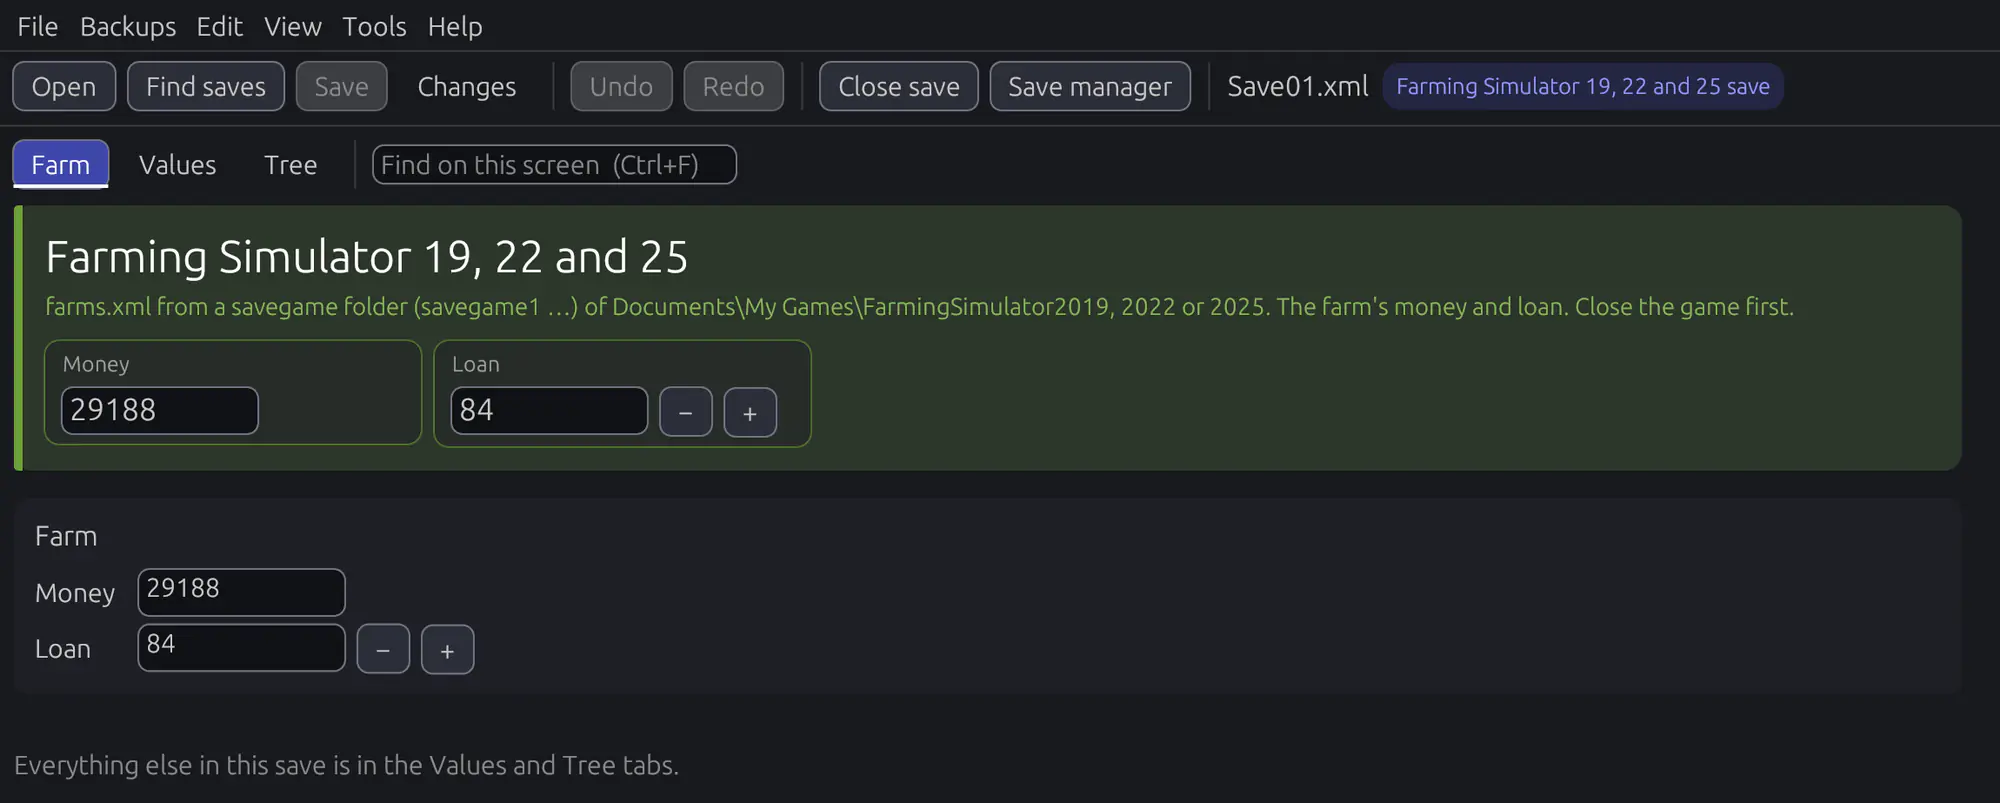 File Backups Edit View Tools Help
Open Find saves Save Changes Undo Redo Close save Save manager Save01.xml Farming Simulator 19, 22 and 25 save
Farm Values Tree Find on this screen (Ctrl+F)
Farming Simulator 19, 22 and 25
farms.xml from a savegame folder (savegame1 …) of Documents\My Games\FarmingSimulator2019, 2022 or 2025. The farm's money and loan. Close the game first.
Money Loan
29188 84 − +
Farm
Money 29188
Loan 84 − +
Everything else in this save is in the Values and Tree tabs.